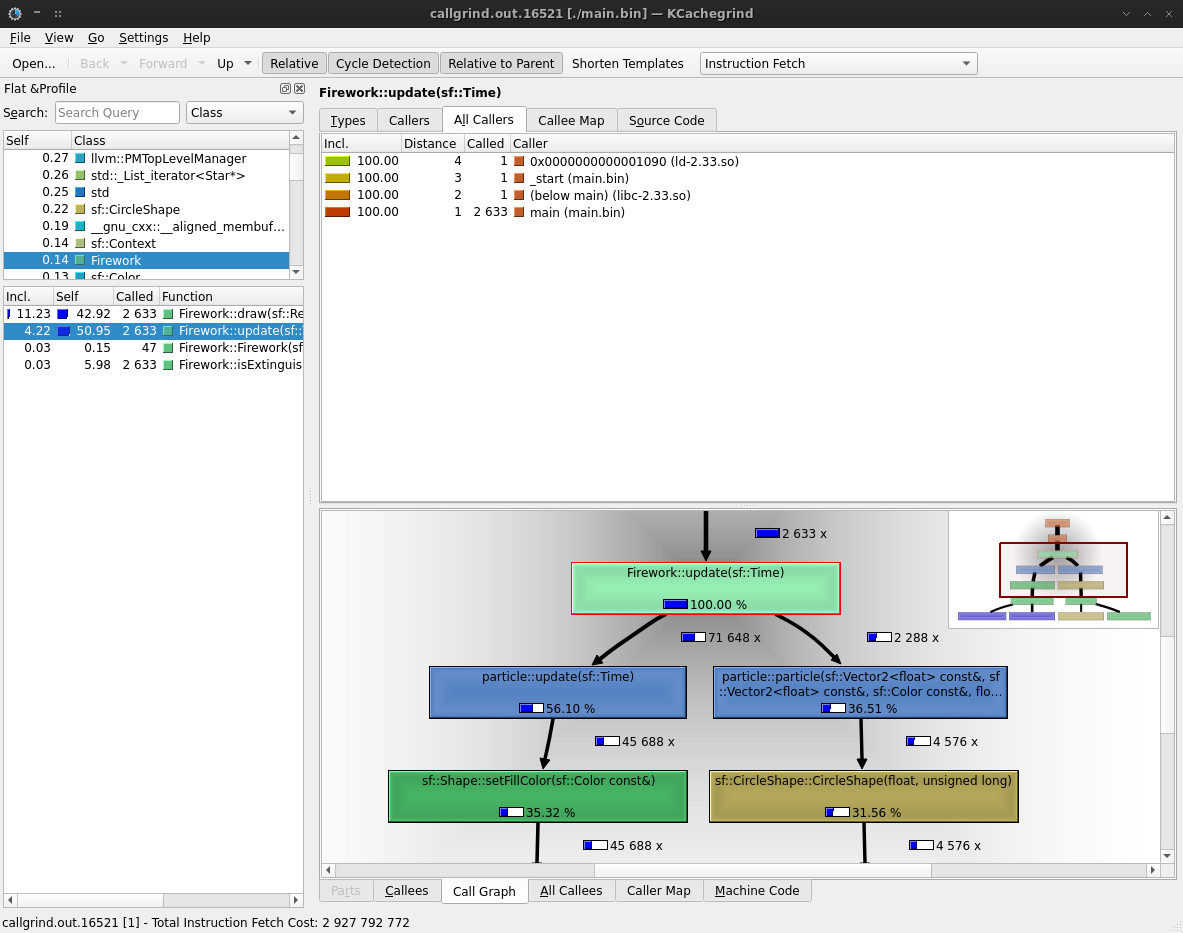 callgrind.out.16521 [./main.bin] — KCachegrind
File View Go Settings Help
Open... Back Forward Up Relative Cycle Detection Relative to Parent Shorten Templates Instruction Fetch
Flat &Profile
Search: Search Query Class
Self Class
0.27 llvm::PMTopLevelManager
0.26 std::_List_iterator<Star*>
0.25 std
0.22 sf::CircleShape
0.19 __gnu_cxx::__aligned_membuf...
0.14 sf::Context
0.14 Firework
0.13 sf::Color
Incl. Self Called Function
11.23 42.92 2 633 Firework::draw(sf::Re
4.22 50.95 2 633 Firework::update(sf::
0.03 0.15 47 Firework::Firework(sf
0.03 5.98 2 633 Firework::isExtinguis
Firework::update(sf::Time)
Types Callers All Callers Callee Map Source Code
Incl. Distance Called Caller
100.00 4 1 0x0000000000001090 (ld-2.33.so)
100.00 3 1 _start (main.bin)
100.00 2 1 (below main) (libc-2.33.so)
100.00 1 2 633 main (main.bin)
2 633 x
Firework::update(sf::Time)
100.00 %
71 648 x
2 288 x
particle::update(sf::Time)
56.10 %
particle::particle(sf::Vector2<float> const&, sf
::Vector2<float> const&, sf::Color const&, flo...
36.51 %
45 688 x
4 576 x
sf::Shape::setFillColor(sf::Color const&)
35.32 %
sf::CircleShape::CircleShape(float, unsigned long)
31.56 %
45 688 x
4 576 x
Parts Callees Call Graph All Callees Caller Map Machine Code
callgrind.out.16521 [1] - Total Instruction Fetch Cost: 2 927 792 772